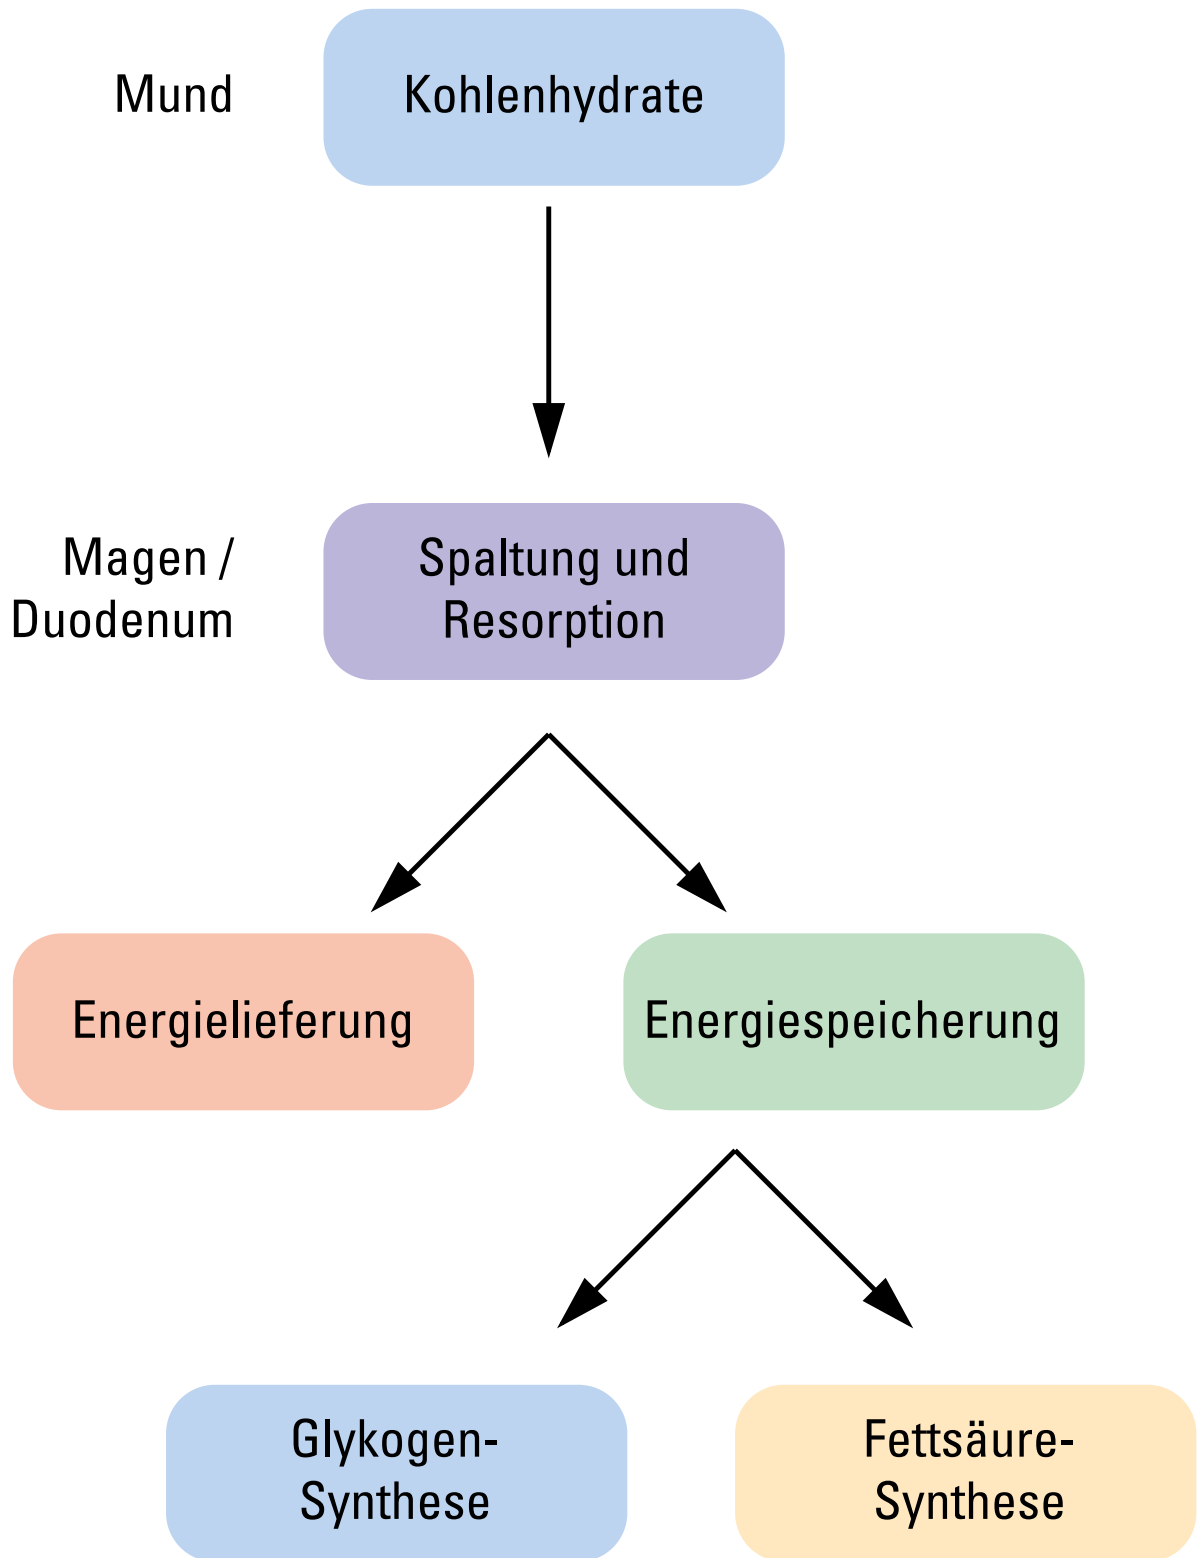 Mund
Kohlenhydrate
Magen /
Duodenum
Spaltung und
Resorption
Energielieferung
Energiespeicherung
Glykogen-
Synthese
Fettsäure-
Synthese